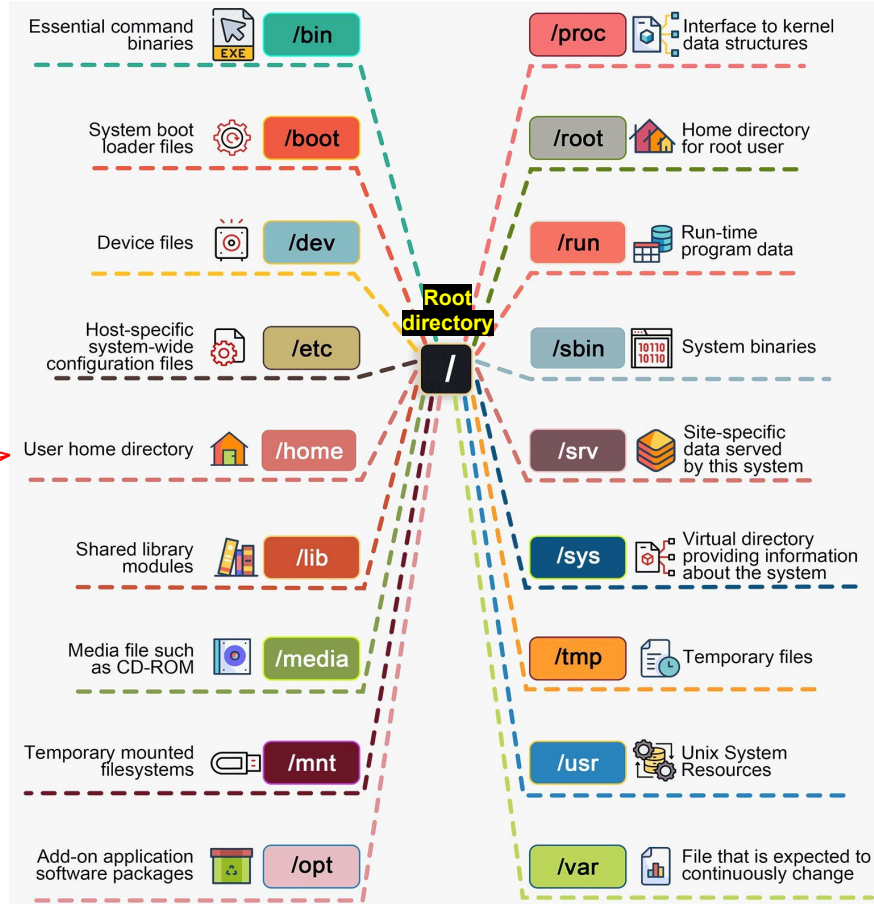 Essential command
binaries
EXE
/bin
System boot
loader files
/boot
Device files
/dev
Host-specific
system-wide
configuration files
/etc
User home directory
/home
Shared library
modules
/lib
Media file such
as CD-ROM
/media
Temporary mounted
filesystems
/mnt
Add-on application
software packages
/opt
Root
directory
/
/proc
Interface to kernel
data structures
/root
Home directory
for root user
/run
Run-time
program data
/sbin
10110
10110
System binaries
/srv
Site-specific
data served
by this system
/sys
Virtual directory
providing information
about the system
/tmp
Temporary files
/usr
Unix System
Resources
/var
File that is expected to
continuously change